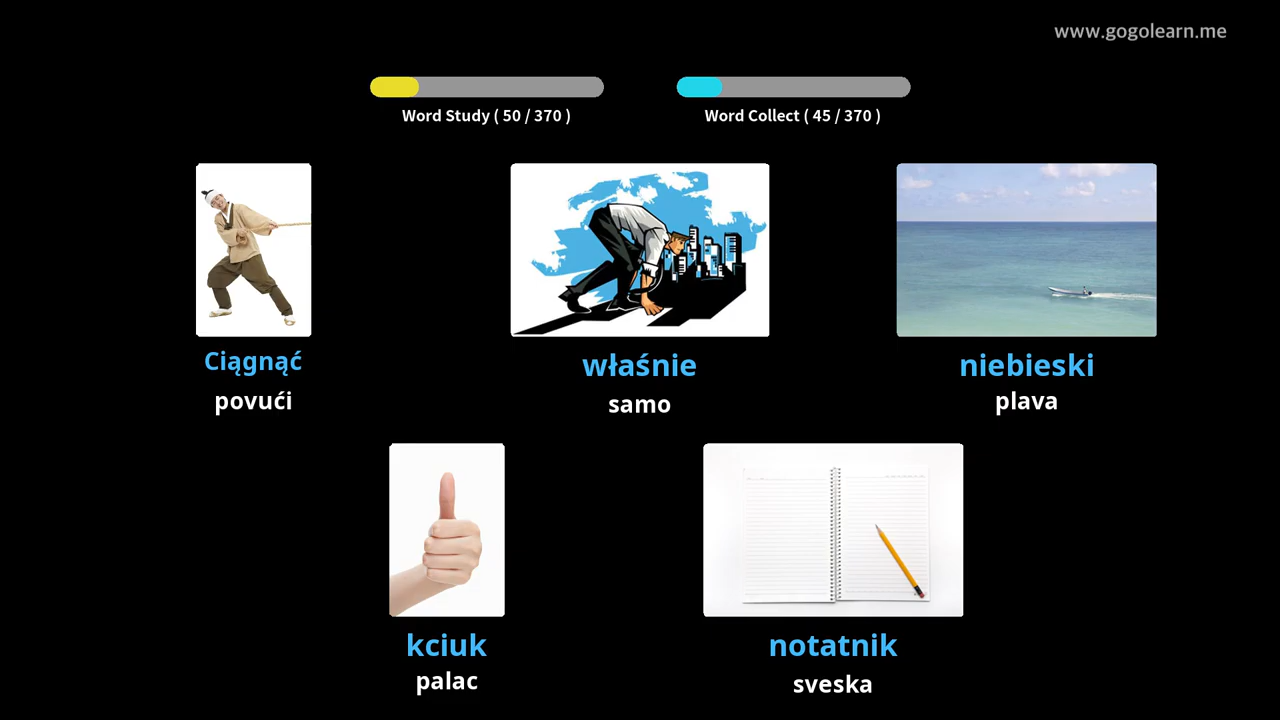 www.gogolearn.me
Word Study ( 50 / 370 )
Word Collect ( 45 / 370 )
Ciągnąć
povući
właśnie
samo
niebieski
plava
kciuk
palac
notatnik
sveska